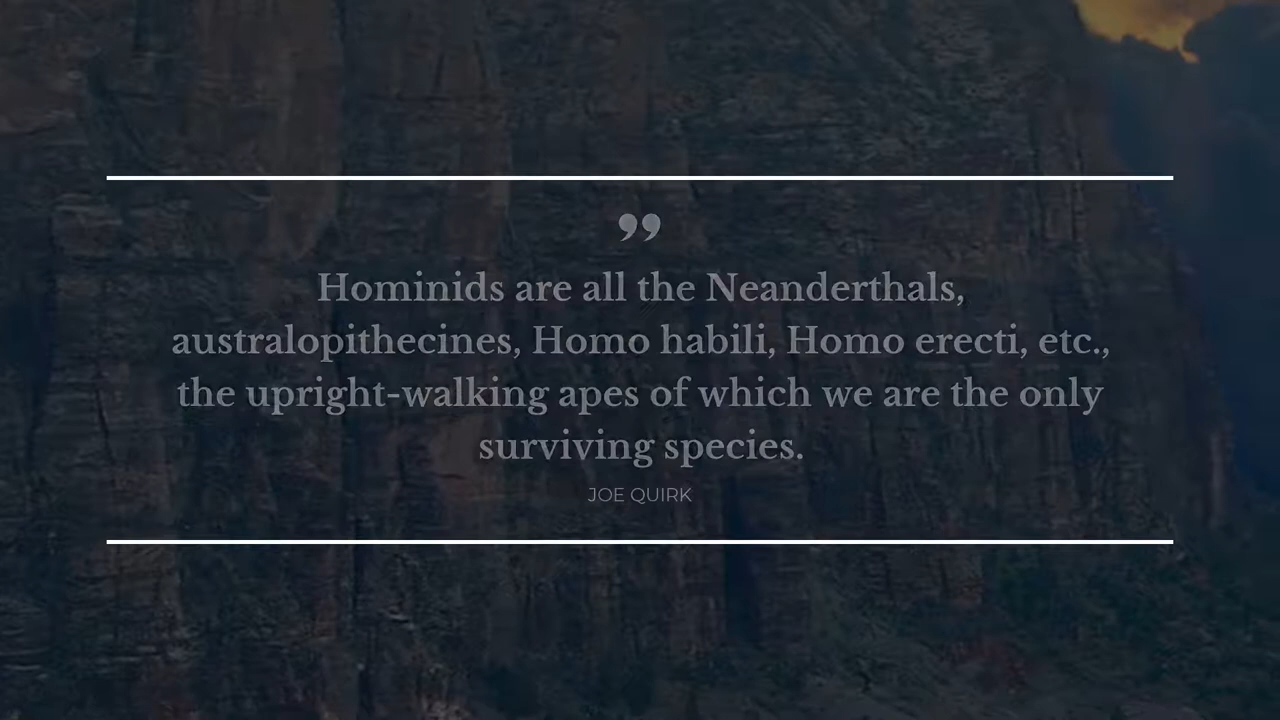 ”
Hominids are all the Neanderthals,
australopithecines, Homo habili, Homo erecti, etc.,
the upright-walking apes of which we are the only
surviving species.
JOE QUIRK